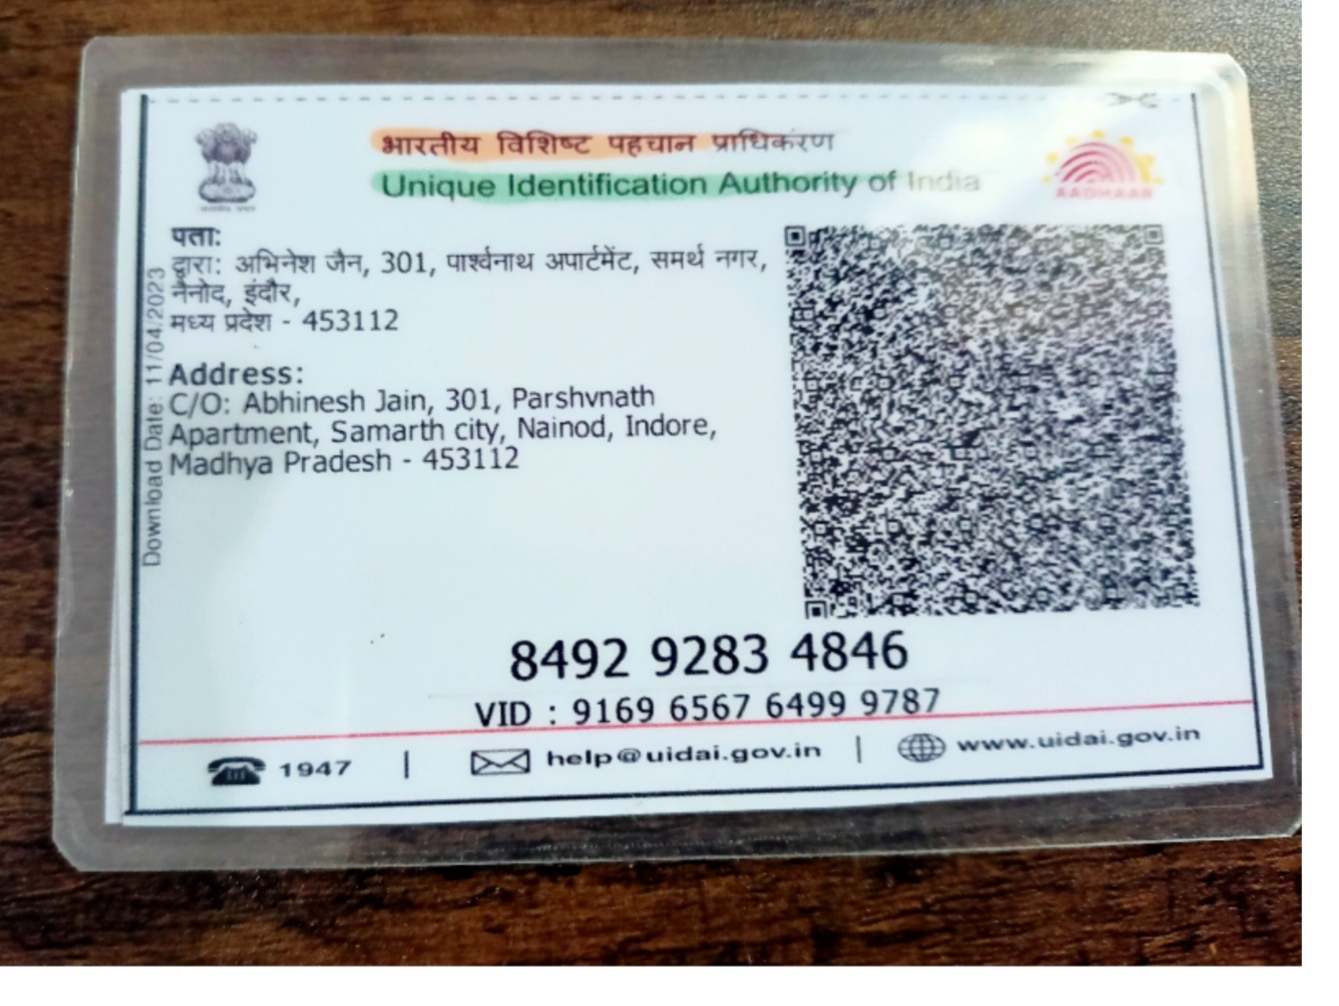 भारतीय विशिष्ट पहचान प्राधिकरण
Unique Identification Authority of India
AADHAAR
पता:
द्वारा: अभिनेश जैन, 301, पार्श्वनाथ अपार्टमेंट, समर्थ नगर,
नैनोद, इंदौर,
मध्य प्रदेश - 453112
Address:
C/O: Abhinesh Jain, 301, Parshvnath
Apartment, Samarth city, Nainod, Indore,
Madhya Pradesh - 453112
Download Date: 11/04/2023
8492 9283 4846
VID : 9169 6567 6499 9787
1947 | help@uidai.gov.in | www.uidai.gov.in